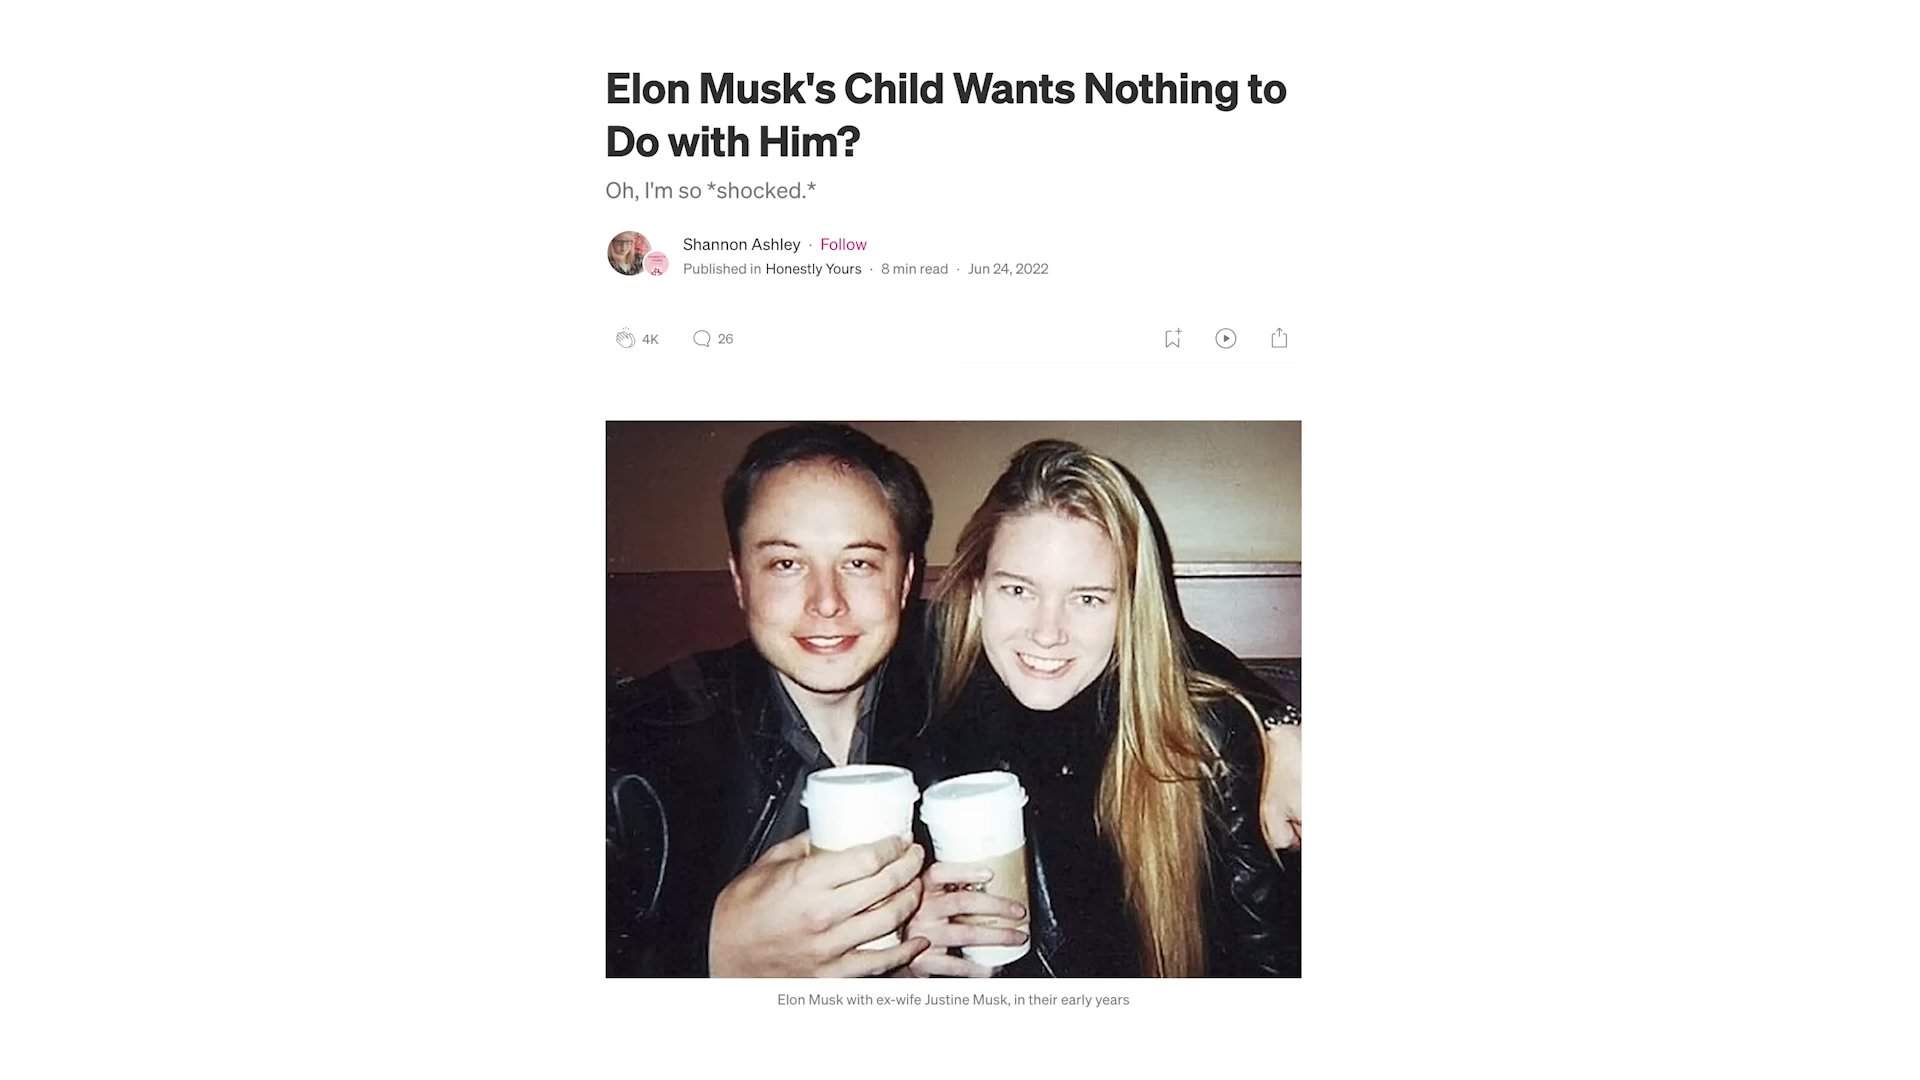 Elon Musk's Child Wants Nothing to
Do with Him?
Oh, I'm so *shocked.*
Shannon Ashley · Follow
Published in Honestly Yours · 8 min read · Jun 24, 2022
4K 26
Elon Musk with ex-wife Justine Musk, in their early years